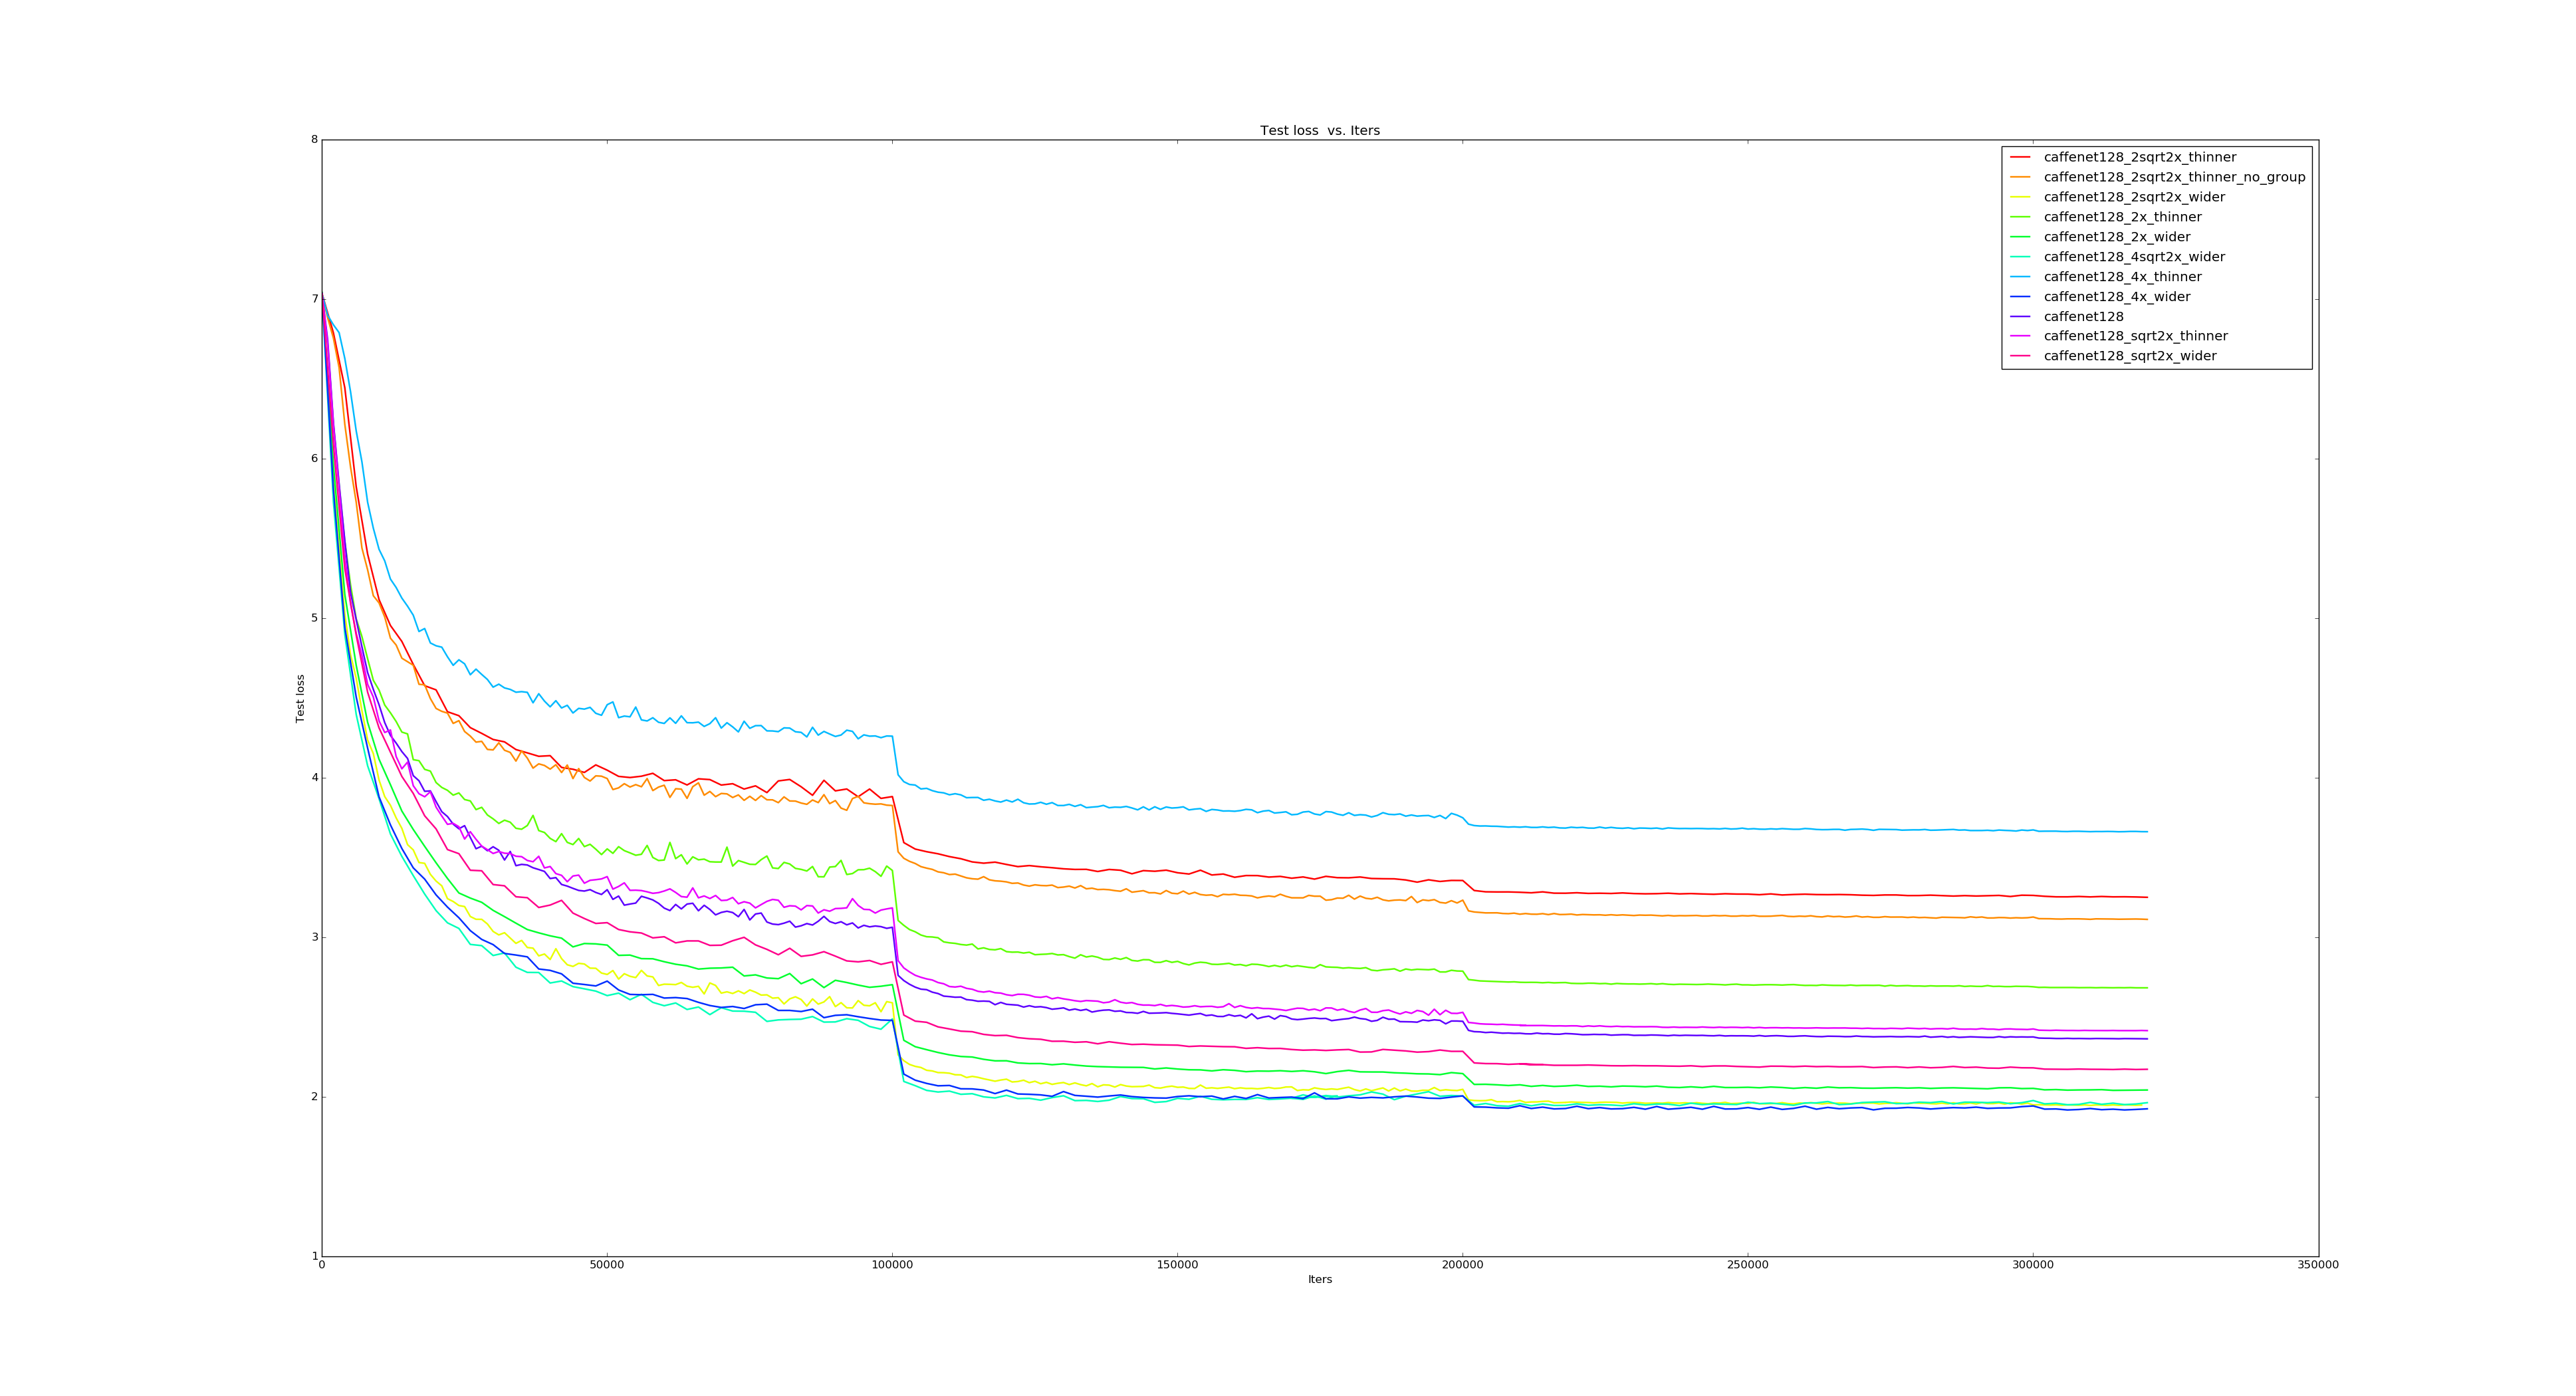 Test loss  vs. Iters
8
7
6
5
4
3
2
1
Test loss
caffenet128_2sqrt2x_thinner
caffenet128_2sqrt2x_thinner_no_group
caffenet128_2sqrt2x_wider
caffenet128_2x_thinner
caffenet128_2x_wider
caffenet128_4sqrt2x_wider
caffenet128_4x_thinner
caffenet128_4x_wider
caffenet128
caffenet128_sqrt2x_thinner
caffenet128_sqrt2x_wider
0 50000 100000 150000 200000 250000 300000 350000
Iters